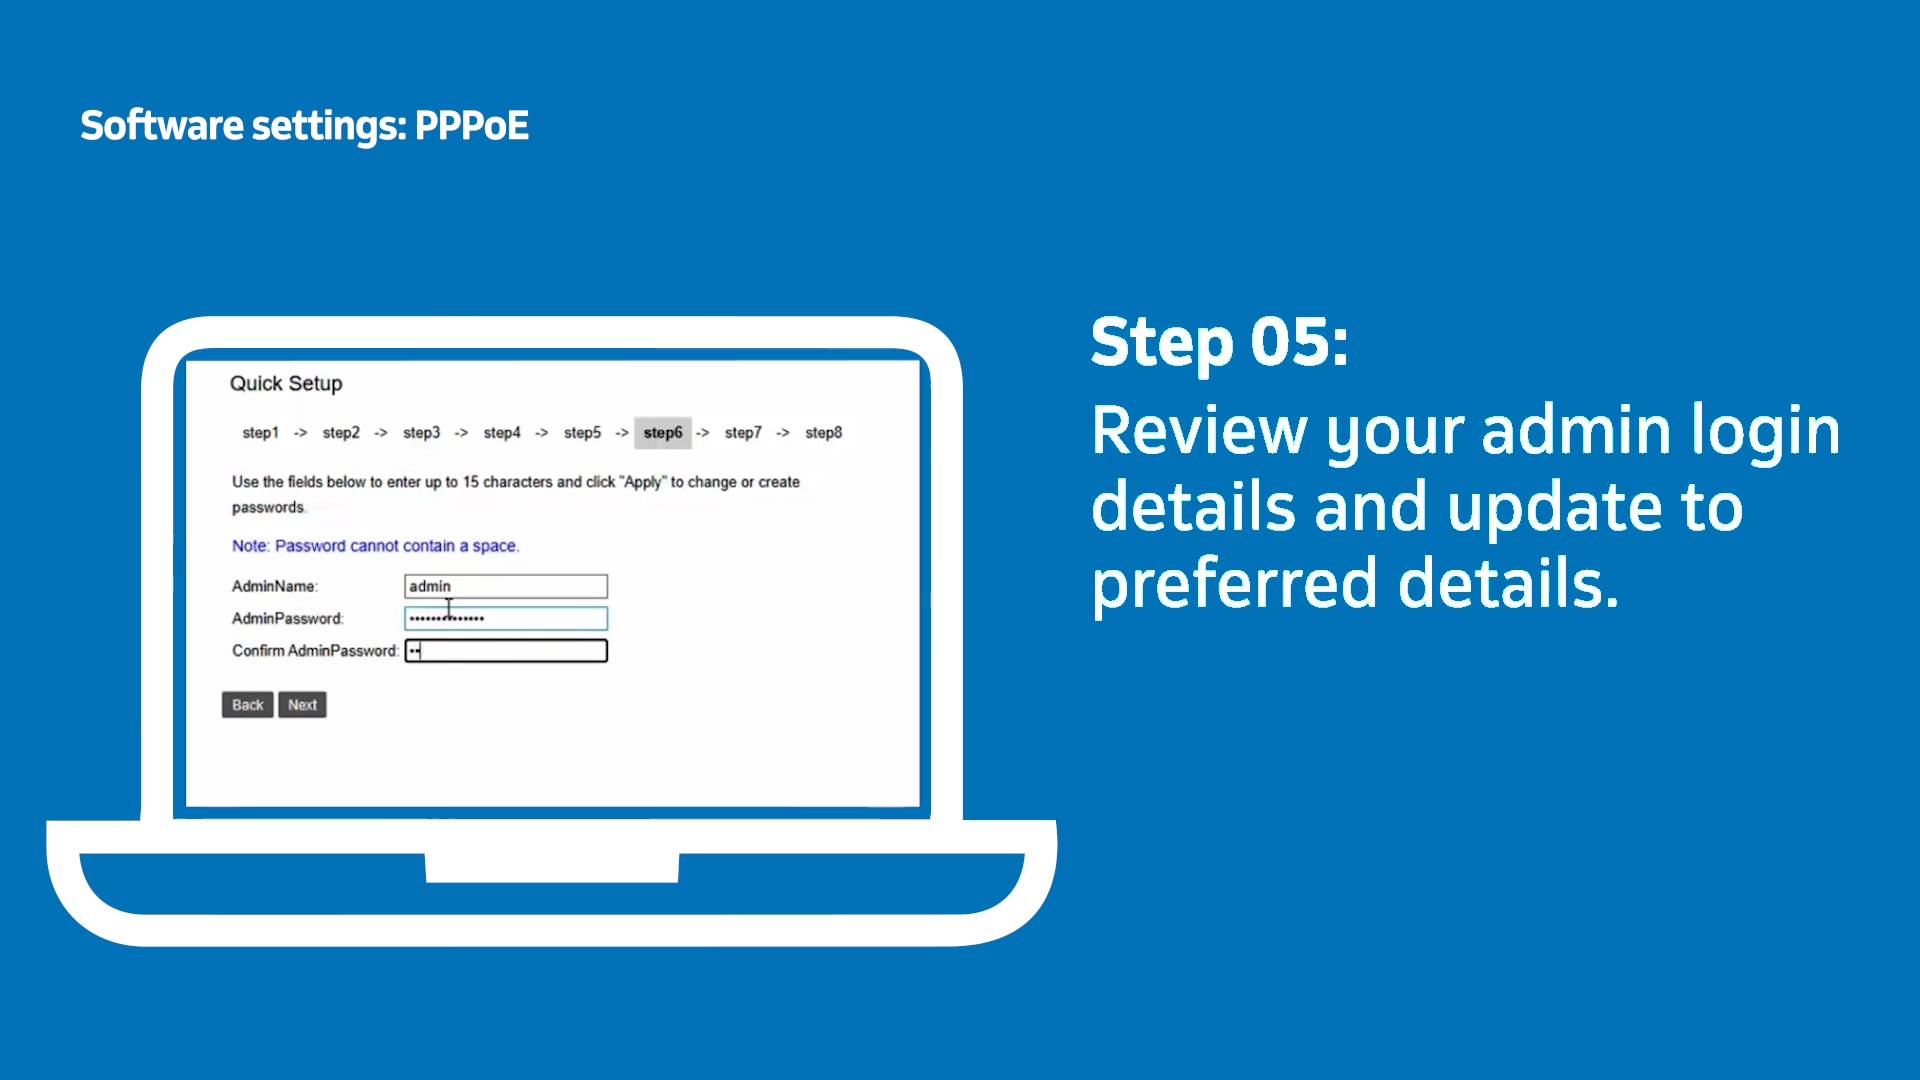 Software settings: PPPoE
Quick Setup
step1 -> step2 -> step3 -> step4 -> step5 -> step6 -> step7 -> step8
Use the fields below to enter up to 15 characters and click "Apply" to change or create
passwords.
Note: Password cannot contain a space.
AdminName: admin
AdminPassword: ••••••••••••••
Confirm AdminPassword: ••
Back Next
Step 05:
Review your admin login
details and update to
preferred details.